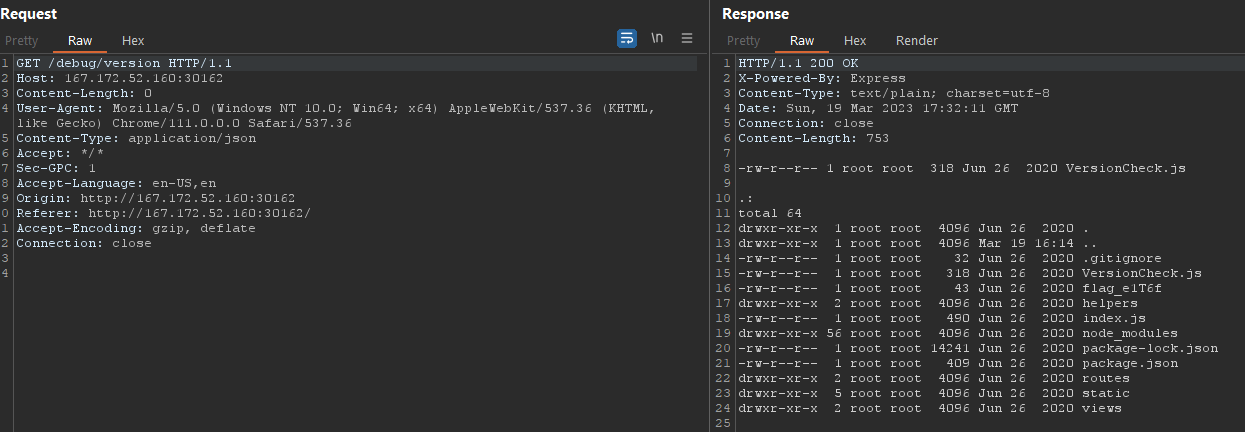 Request
Pretty Raw Hex
\n
1 GET /debug/version HTTP/1.1
2 Host: 167.172.52.160:30162
3 Content-Length: 0
4 User-Agent: Mozilla/5.0 (Windows NT 10.0; Win64; x64) AppleWebKit/537.36 (KHTML,
like Gecko) Chrome/111.0.0.0 Safari/537.36
5 Content-Type: application/json
6 Accept: */*
7 Sec-GPC: 1
8 Accept-Language: en-US,en
9 Origin: http://167.172.52.160:30162
0 Referer: http://167.172.52.160:30162/
1 Accept-Encoding: gzip, deflate
2 Connection: close
3
4
Response
Pretty Raw Hex Render
1 HTTP/1.1 200 OK
2 X-Powered-By: Express
3 Content-Type: text/plain; charset=utf-8
4 Date: Sun, 19 Mar 2023 17:32:11 GMT
5 Connection: close
6 Content-Length: 753
7
8 -rw-r--r-- 1 root root 318 Jun 26 2020 VersionCheck.js
9
10 .:
11 total 64
12 drwxr-xr-x 1 root root 4096 Jun 26 2020 .
13 drwxr-xr-x 1 root root 4096 Mar 19 16:14 ..
14 -rw-r--r-- 1 root root 32 Jun 26 2020 .gitignore
15 -rw-r--r-- 1 root root 318 Jun 26 2020 VersionCheck.js
16 -rw-r--r-- 1 root root 43 Jun 26 2020 flag_e1T6f
17 drwxr-xr-x 2 root root 4096 Jun 26 2020 helpers
18 -rw-r--r-- 1 root root 490 Jun 26 2020 index.js
19 drwxr-xr-x 56 root root 4096 Jun 26 2020 node_modules
20 -rw-r--r-- 1 root root 14241 Jun 26 2020 package-lock.json
21 -rw-r--r-- 1 root root 409 Jun 26 2020 package.json
22 drwxr-xr-x 2 root root 4096 Jun 26 2020 routes
23 drwxr-xr-x 5 root root 4096 Jun 26 2020 static
24 drwxr-xr-x 2 root root 4096 Jun 26 2020 views
25